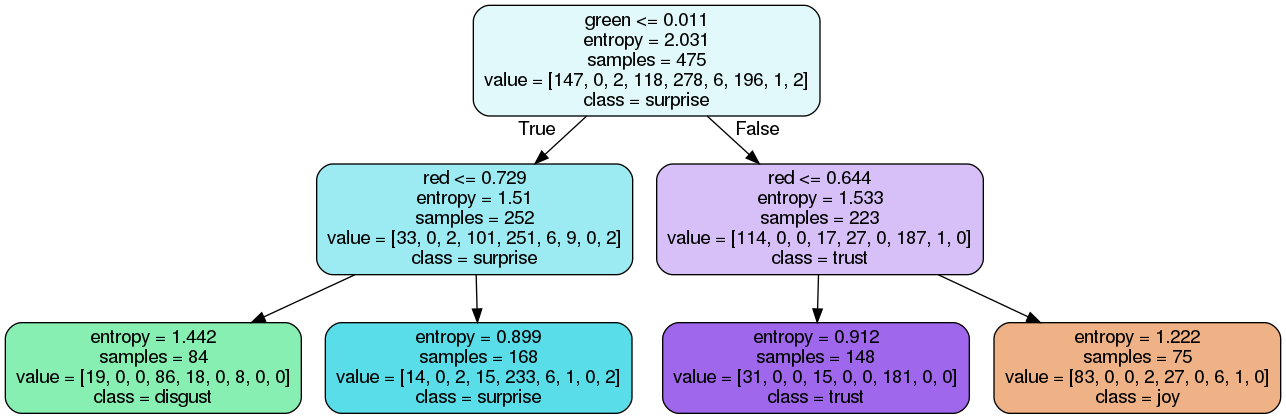 green <= 0.011
entropy = 2.031
samples = 475
value = [147, 0, 2, 118, 278, 6, 196, 1, 2]
class = surprise
True
False
red <= 0.729
entropy = 1.51
samples = 252
value = [33, 0, 2, 101, 251, 6, 9, 0, 2]
class = surprise
red <= 0.644
entropy = 1.533
samples = 223
value = [114, 0, 0, 17, 27, 0, 187, 1, 0]
class = trust
entropy = 1.442
samples = 84
value = [19, 0, 0, 86, 18, 0, 8, 0, 0]
class = disgust
entropy = 0.899
samples = 168
value = [14, 0, 2, 15, 233, 6, 1, 0, 2]
class = surprise
entropy = 0.912
samples = 148
value = [31, 0, 0, 15, 0, 0, 181, 0, 0]
class = trust
entropy = 1.222
samples = 75
value = [83, 0, 0, 2, 27, 0, 6, 1, 0]
class = joy